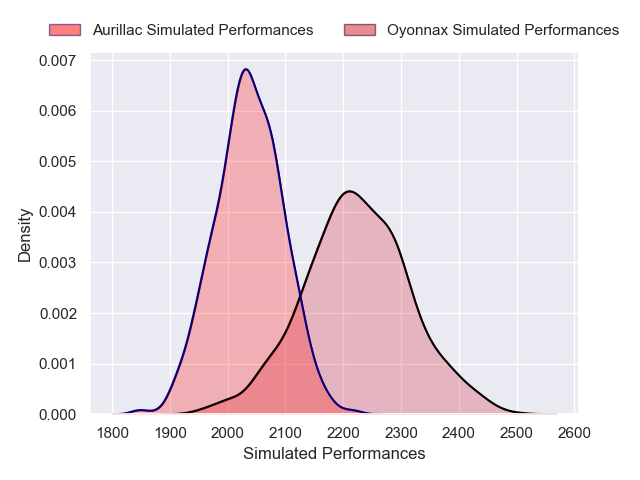 Aurillac Simulated Performances Oyonnax Simulated Performances
0.007
0.006
0.005
0.004
0.003
0.002
0.001
0.000
Density
1800 1900 2000 2100 2200 2300 2400 2500 2600
Simulated Performances